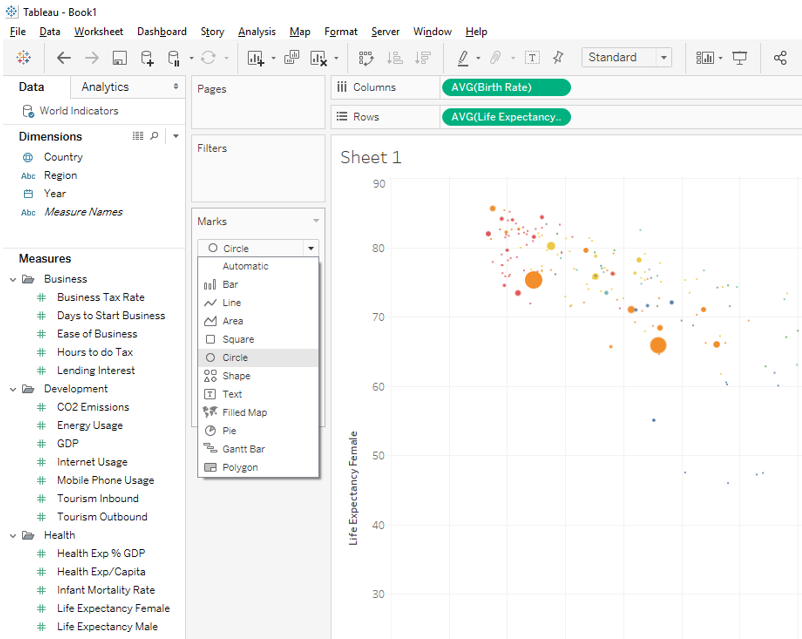 Tableau - Book1
File Data Worksheet Dashboard Story Analysis Map Format Server Window Help
Standard
Data Analytics
World Indicators
Dimensions
Country
Abc Region
Year
Abc Measure Names
Measures
Business
Business Tax Rate
Days to Start Business
Ease of Business
Hours to do Tax
Lending Interest
Development
CO2 Emissions
Energy Usage
GDP
Internet Usage
Mobile Phone Usage
Tourism Inbound
Tourism Outbound
Health
Health Exp % GDP
Health Exp/Capita
Infant Mortality Rate
Life Expectancy Female
Life Expectancy Male
Pages
Filters
Marks
Circle
Automatic
Bar
Line
Area
Square
Circle
Shape
Text
Filled Map
Pie
Gantt Bar
Polygon
Columns AVG(Birth Rate)
Rows AVG(Life Expectancy..
Sheet 1
90
80
70
60
50
40
30
Life Expectancy Female